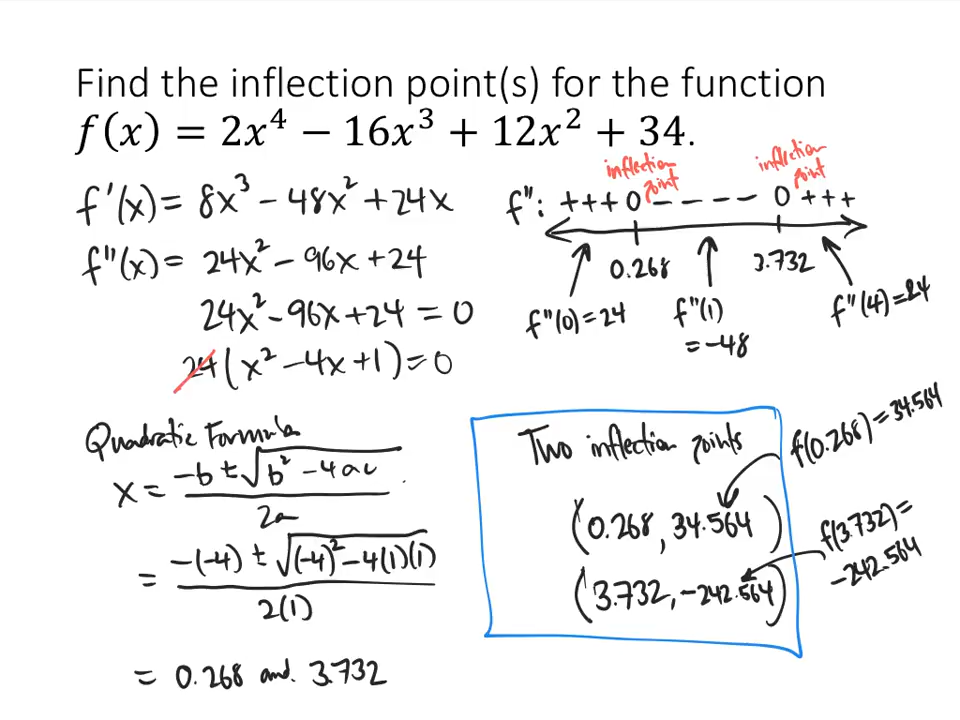 Find the inflection point(s) for the function
f(x) = 2x⁴ − 16x³ + 12x² + 34.
f'(x) = 8x³ − 48x² + 24x
f''(x) = 24x² − 96x + 24
24x² − 96x + 24 = 0
24(x² − 4x + 1) = 0
Quadratic Formula
x = (−b ± √(b² − 4ac)) / 2a
= (−(−4) ± √((−4)² − 4(1)(1))) / 2(1)
= 0.268 and 3.732
inflection point
inflection point
f'': +++ 0 − − − − 0 +++
0.268
3.732
f''(0) = 24
f''(1) = −48
f''(4) = 24
Two inflection points
(0.268, 34.564)
(3.732, −242.564)
f(0.268) = 34.564
f(3.732) =
−242.564